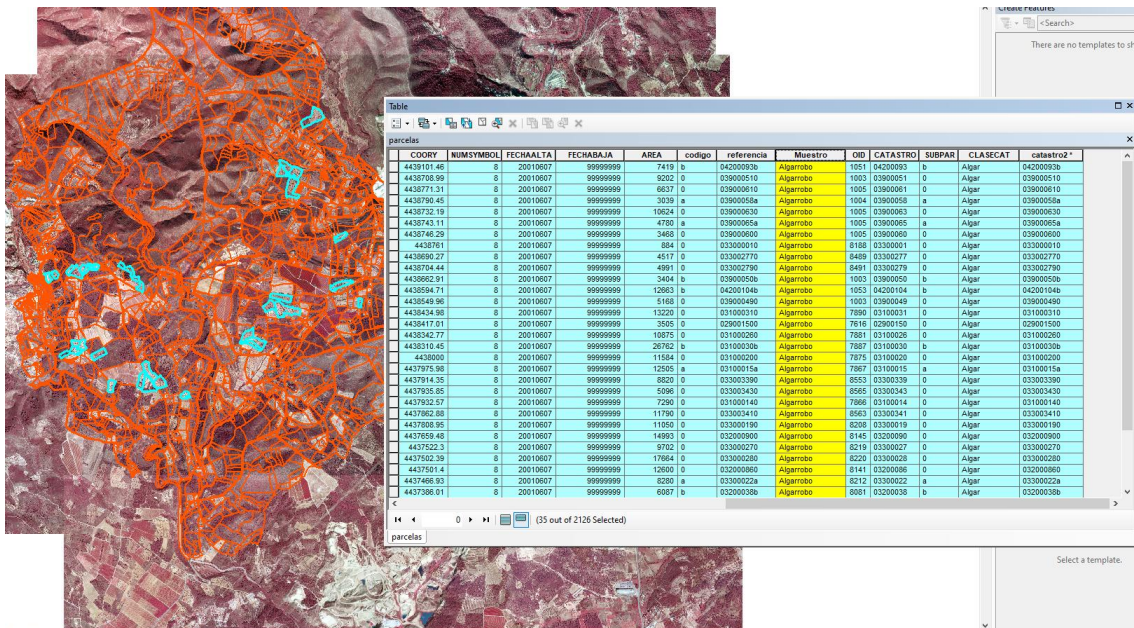 Create Features
<Search>
There are no templates to sh
Table
parcelas
COORY NUMSYMBOL FECHAALTA FECHABAJA AREA codigo referencia Muestro OID CATASTRO SUBPAR CLASECAT catastro2 *
4439101.46 8 20010607 99999999 7419 b 04200093b Algarrobo 1051 04200093 b Algar 04200093b
4438708.99 8 20010607 99999999 9202 0 039000510 Algarrobo 1003 03900051 0 Algar 039000510
4438771.31 8 20010607 99999999 6637 0 039000610 Algarrobo 1005 03900061 0 Algar 039000610
4438790.45 8 20010607 99999999 3039 a 03900058a Algarrobo 1004 03900058 a Algar 03900058a
4438732.19 8 20010607 99999999 10624 0 039000630 Algarrobo 1005 03900063 0 Algar 039000630
4438743.11 8 20010607 99999999 4780 a 03900065a Algarrobo 1005 03900065 a Algar 03900065a
4438746.29 8 20010607 99999999 3468 0 039000600 Algarrobo 1005 03900060 0 Algar 039000600
4438761 8 20010607 99999999 884 0 033000010 Algarrobo 8188 03300001 0 Algar 033000010
4438690.27 8 20010607 99999999 4517 0 033002770 Algarrobo 8489 03300277 0 Algar 033002770
4438704.44 8 20010607 99999999 4991 0 033002790 Algarrobo 8491 03300279 0 Algar 033002790
4438662.91 8 20010607 99999999 3404 b 03900050b Algarrobo 1003 03900050 b Algar 03900050b
4438594.71 8 20010607 99999999 12683 b 04200104b Algarrobo 1053 04200104 b Algar 04200104b
4438549.96 8 20010607 99999999 5168 0 039000490 Algarrobo 1003 03900049 0 Algar 039000490
4438434.98 8 20010607 99999999 13220 0 031000310 Algarrobo 7890 03100031 0 Algar 031000310
4438417.01 8 20010607 99999999 3505 0 029001500 Algarrobo 7616 02900150 0 Algar 029001500
4438342.77 8 20010607 99999999 10875 0 031000260 Algarrobo 7881 03100026 0 Algar 031000260
4438310.45 8 20010607 99999999 26762 b 03100030b Algarrobo 7887 03100030 b Algar 03100030b
4438000 8 20010607 99999999 11584 0 031000200 Algarrobo 7875 03100020 0 Algar 031000200
4437975.98 8 20010607 99999999 12505 a 03100015a Algarrobo 7867 03100015 a Algar 03100015a
4437914.35 8 20010607 99999999 8820 0 033003390 Algarrobo 8553 03300339 0 Algar 033003390
4437935.85 8 20010607 99999999 5096 0 033003430 Algarrobo 8565 03300343 0 Algar 033003430
4437932.57 8 20010607 99999999 7290 0 031000140 Algarrobo 7866 03100014 0 Algar 031000140
4437862.88 8 20010607 99999999 11790 0 033003410 Algarrobo 8563 03300341 0 Algar 033003410
4437808.95 8 20010607 99999999 11050 0 033000190 Algarrobo 8208 03300019 0 Algar 033000190
4437659.48 8 20010607 99999999 14993 0 032000900 Algarrobo 8145 03200090 0 Algar 032000900
4437522.3 8 20010607 99999999 9702 0 033000270 Algarrobo 8219 03300027 0 Algar 033000270
4437502.39 8 20010607 99999999 17664 0 033000280 Algarrobo 8220 03300028 0 Algar 033000280
4437501.4 8 20010607 99999999 12600 0 032000860 Algarrobo 8141 03200086 0 Algar 032000860
4437466.93 8 20010607 99999999 8280 a 03300022a Algarrobo 8212 03300022 a Algar 03300022a
4437386.01 8 20010607 99999999 6087 b 03200038b Algarrobo 8081 03200038 b Algar 03200038b
0 (35 out of 2126 Selected)
parcelas
Select a template.